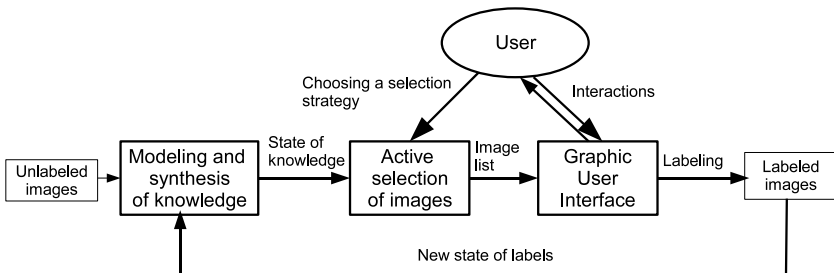 User
Choosing a selection
strategy
Interactions
Unlabeled
images
Modeling and
synthesis
of knowledge
State of
knowledge
Active
selection
of images
Image
list
Graphic
User
Interface
Labeling
Labeled
images
New state of labels